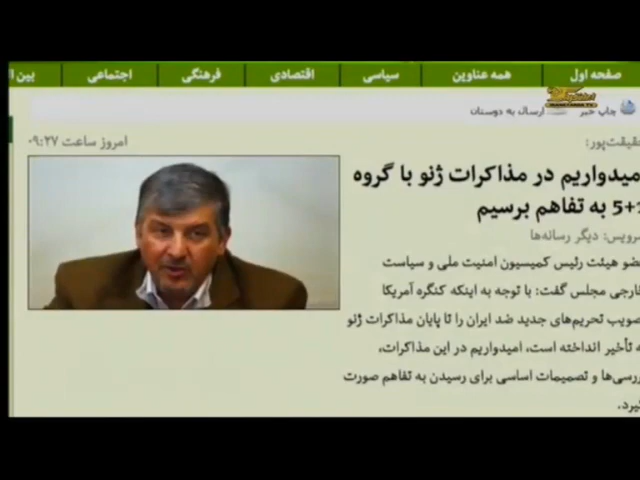 صفحه اول همه عناوین سیاسی اقتصادی فرهنگی اجتماعی بین
چاپ خبر ارسال به دوستان
حقیقت‌پور:
امروز ساعت ۰۹:۲۷
امیدواریم در مذاکرات ژنو با گروه
5+1 به تفاهم برسیم
سرویس: دیگر رسانه‌ها
عضو هیئت رئیس کمیسیون امنیت ملی و سیاست
خارجی مجلس گفت: با توجه به اینکه کنگره آمریکا
تصویب تحریم‌های جدید ضد ایران را تا پایان مذاکرات ژنو
به تأخیر انداخته است، امیدواریم در این مذاکرات،
بررسی‌ها و تصمیمات اساسی برای رسیدن به تفاهم صورت
گیرد.